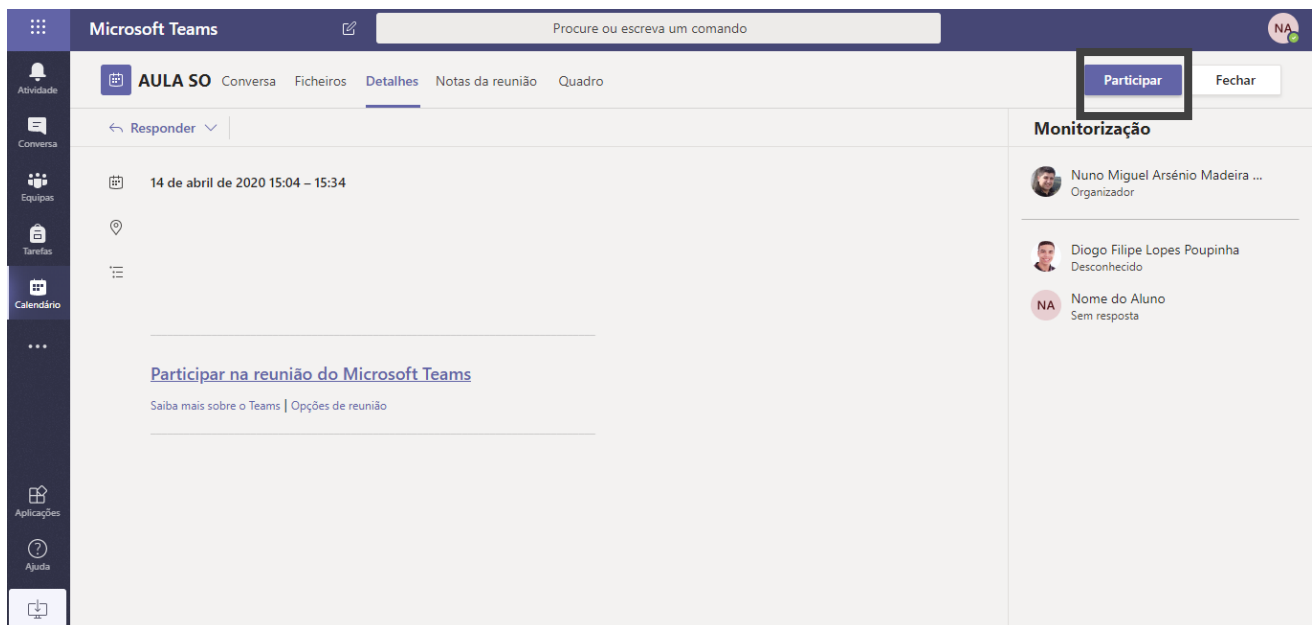 Microsoft Teams
Procure ou escreva um comando
NA
Atividade
Conversa
Equipas
Tarefas
Calendário
Aplicações
Ajuda
AULA SO Conversa Ficheiros Detalhes Notas da reunião Quadro
Participar Fechar
Responder
14 de abril de 2020 15:04 – 15:34
Participar na reunião do Microsoft Teams
Saiba mais sobre o Teams | Opções de reunião
Monitorização
Nuno Miguel Arsénio Madeira ...
Organizador
Diogo Filipe Lopes Poupinha
Desconhecido
NA
Nome do Aluno
Sem resposta